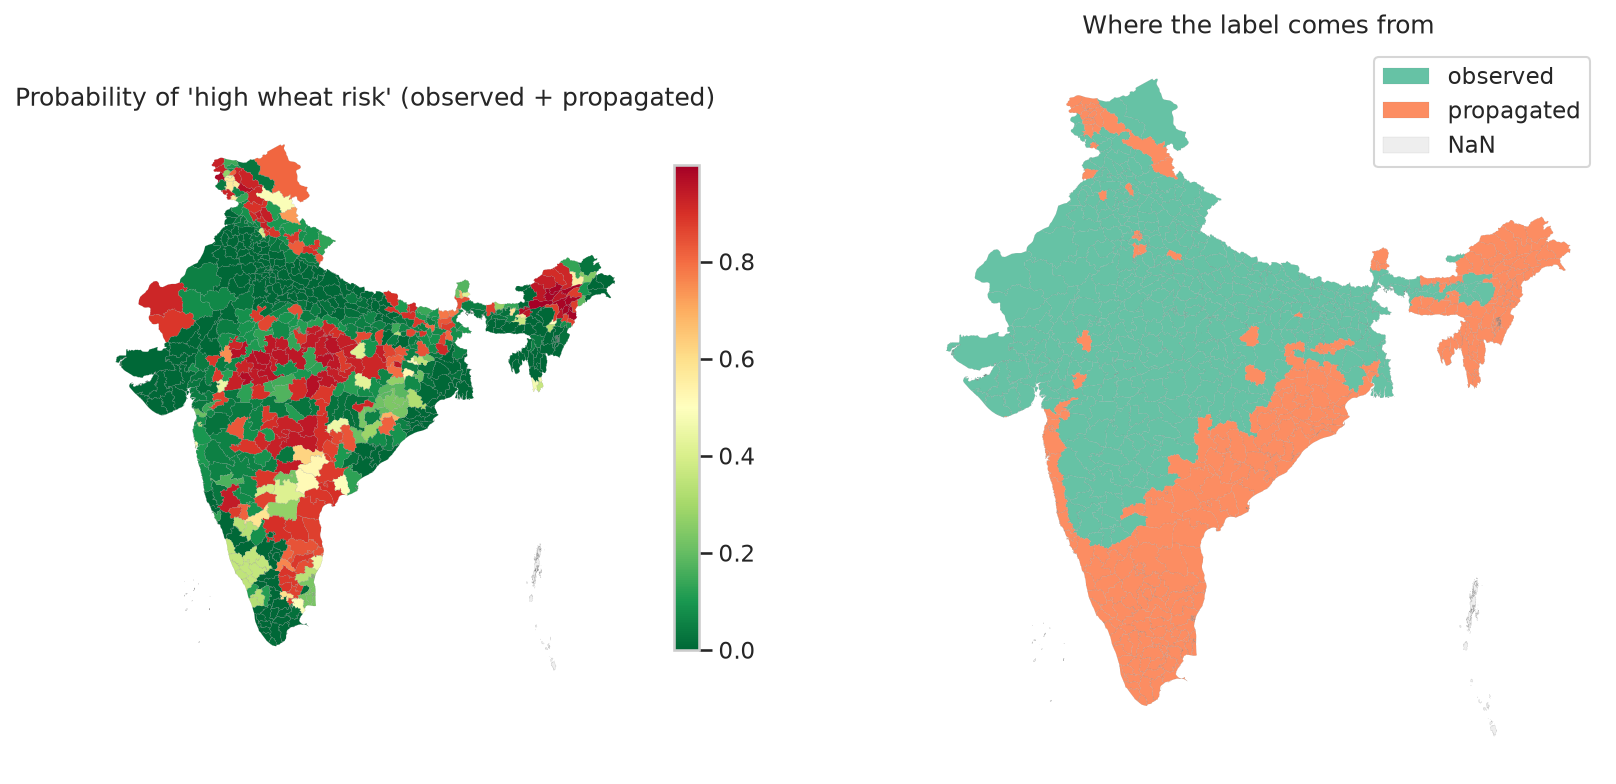 Probability of 'high wheat risk' (observed + propagated)
0.8
0.6
0.4
0.2
0.0
Where the label comes from
observed
propagated
NaN